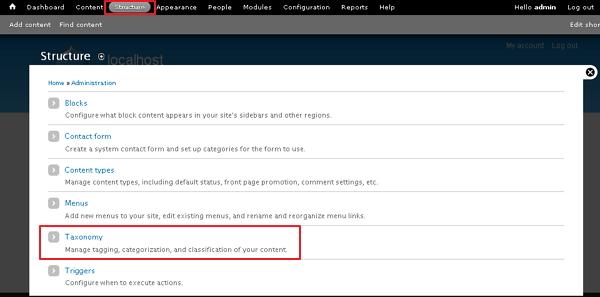 Dashboard Content Structure Appearance People Modules Configuration Reports Help Hello admin Log out
Add content Find content Edit shor
My account Log out
Structure
localhost
Home » Administration
Blocks
Configure what block content appears in your site's sidebars and other regions.
Contact form
Create a system contact form and set up categories for the form to use.
Content types
Manage content types, including default status, front page promotion, comment settings, etc.
Menus
Add new menus to your site, edit existing menus, and rename and reorganize menu links.
Taxonomy
Manage tagging, categorization, and classification of your content.
Triggers
Configure when to execute actions.